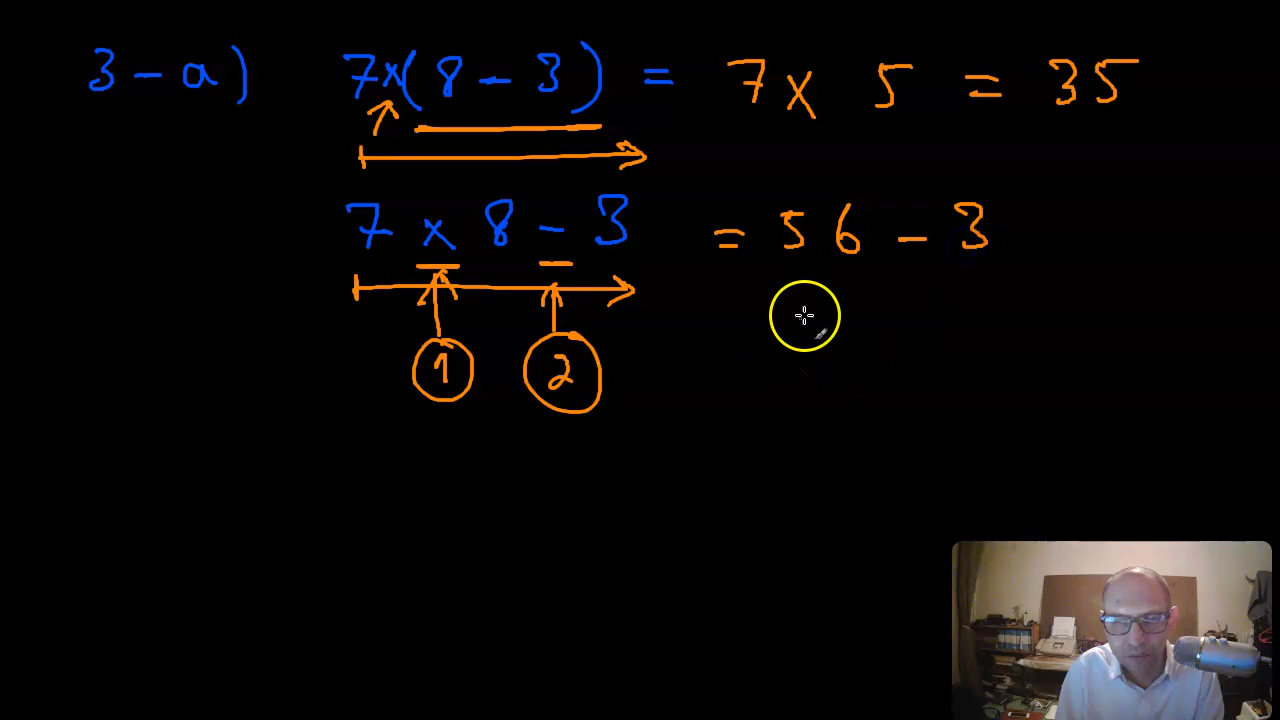 3 - a) 7x(8 - 3) = 7 x 5 = 35
7 x 8 - 3 = 56 - 3
1 2